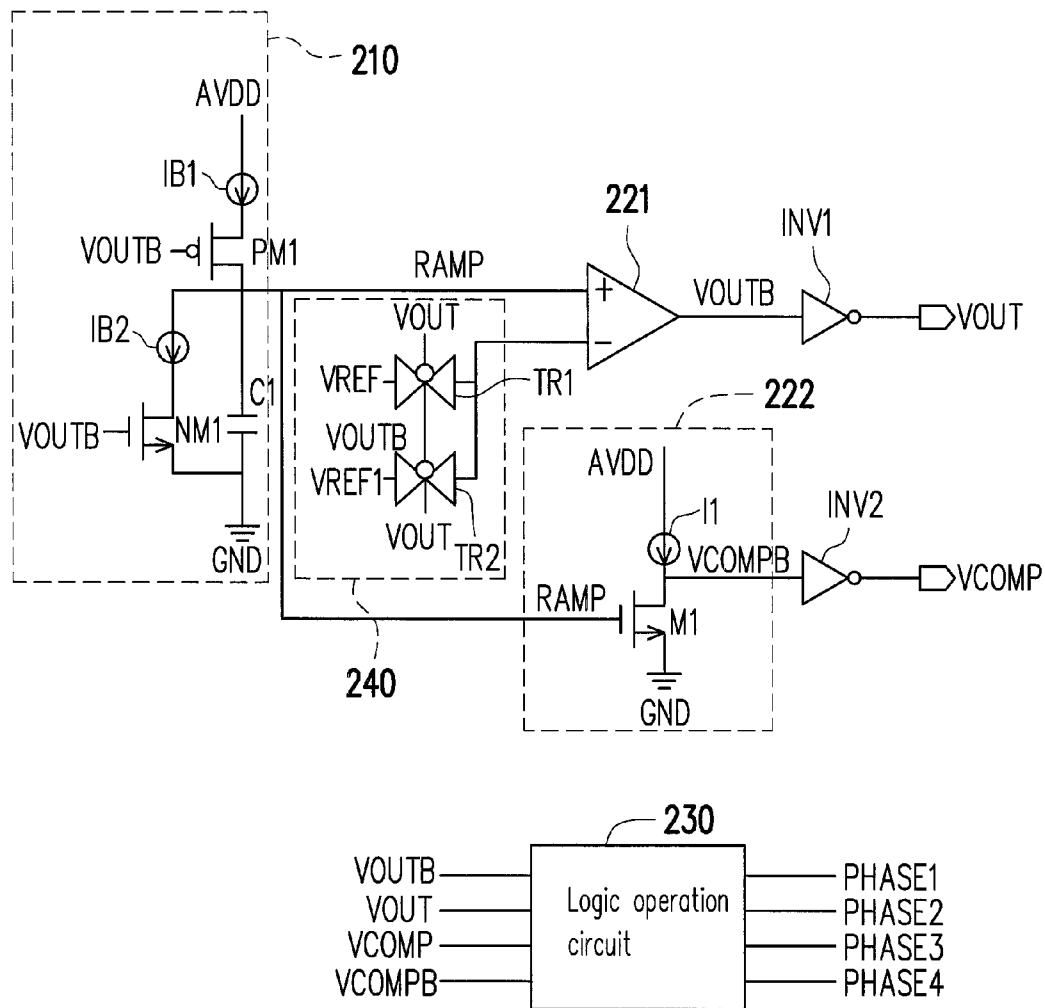 210
AVDD
IB1
VOUTB
PM1
IB2
C1
VOUTB
NM1
GND
RAMP
221
INV1
VOUTB
VOUT
+
−
VOUT
VREF
TR1
VOUTB
VREF1
VOUT
TR2
240
222
AVDD
I1
INV2
VCOMPB
VCOMP
RAMP
M1
GND
230
VOUTB
VOUT
VCOMP
VCOMPB
Logic operation
circuit
PHASE1
PHASE2
PHASE3
PHASE4